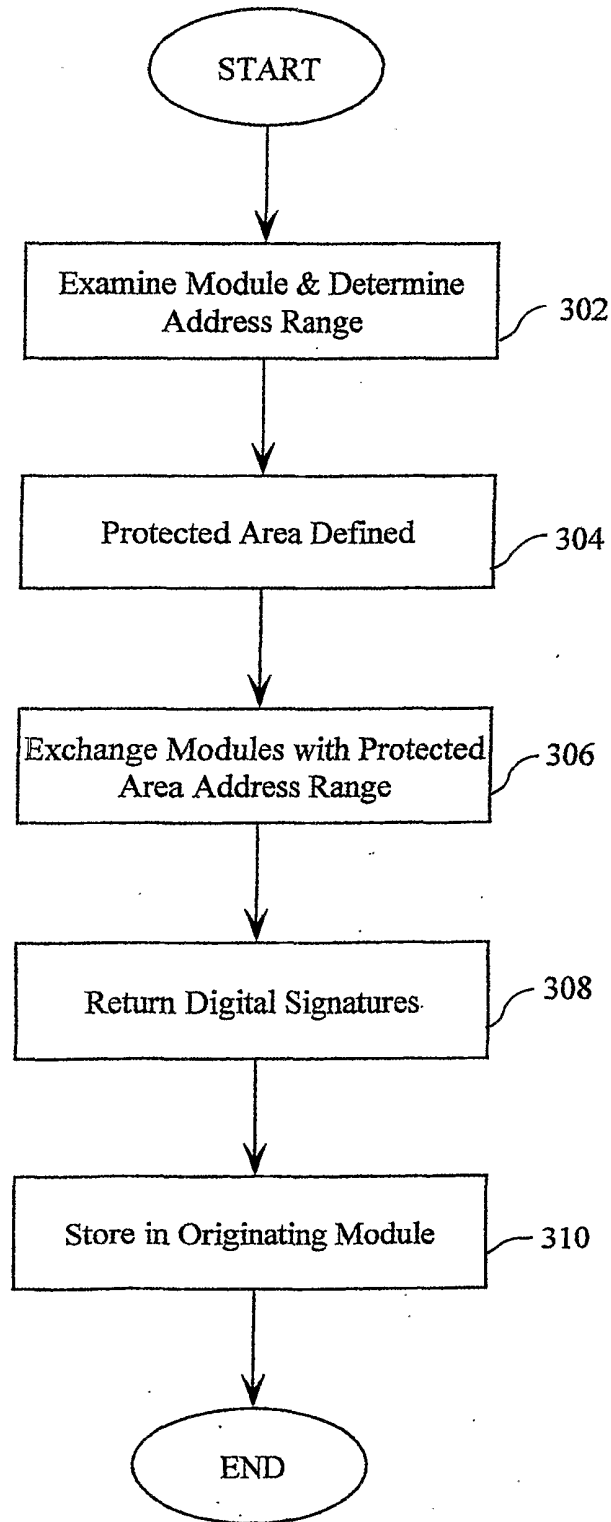 START
Examine Module & Determine
Address Range
302
Protected Area Defined
304
Exchange Modules with Protected
Area Address Range
306
Return Digital Signatures
308
Store in Originating Module
310
END